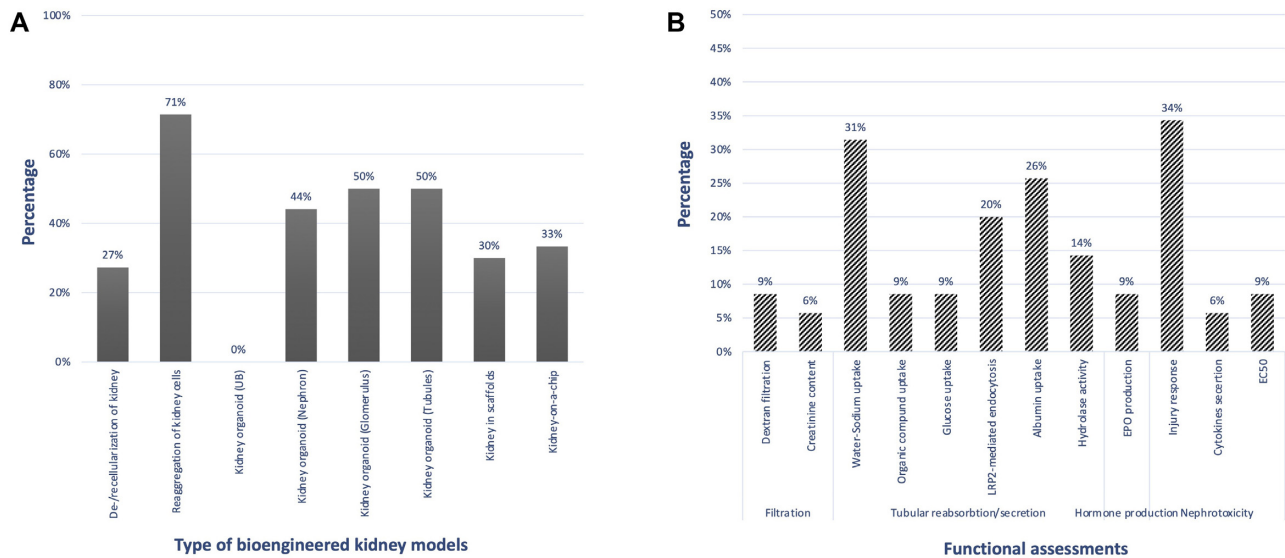 A
100%
80%
60%
40%
20%
0%
Percentage
27%
71%
0%
44%
50%
50%
30%
33%
De-/recellularization of kidney
Reaggregation of kidney cells
Kidney organoid (UB)
Kidney organoid (Nephron)
Kidney organoid (Glomerulus)
Kidney organoid (Tubules)
Kidney in scaffolds
Kidney-on-a-chip
Type of bioengineered kidney models
B
50%
45%
40%
35%
30%
25%
20%
15%
10%
5%
0%
Percentage
9%
6%
31%
9%
9%
20%
26%
14%
9%
34%
6%
9%
Dextran filtration
Creatinine content
Water-Sodium uptake
Organic compund uptake
Glucose uptake
LRP2-mediated endocytosis
Albumin uptake
Hydrolase activity
EPO production
Injury response
Cytokines secertion
EC50
Filtration
Tubular reabsorbtion/secretion
Hormone production
Nephrotoxicity
Functional assessments